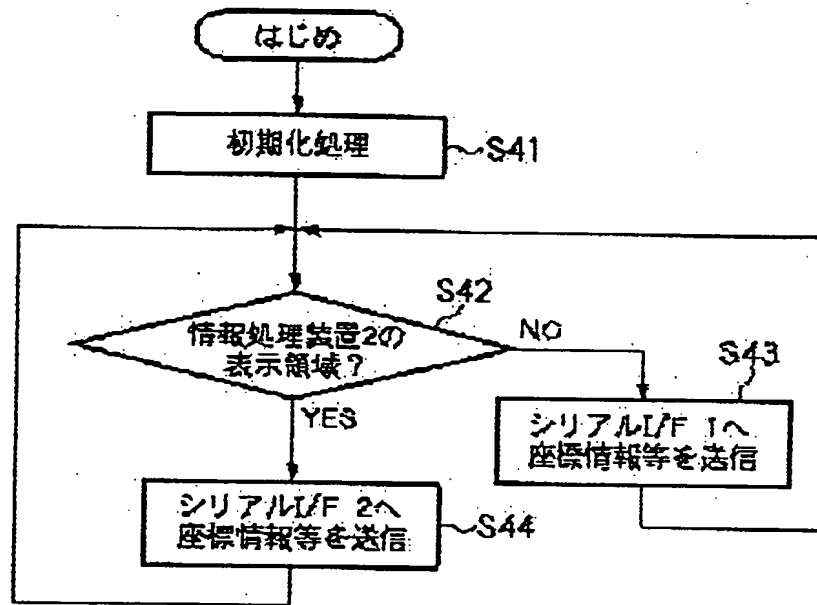 はじめ
初期化処理
S41
S42
情報処理装置2の
表示領域?
NO
S43
YES
シリアルI/F 1へ
座標情報等を送信
シリアルI/F 2へ
座標情報等を送信
S44